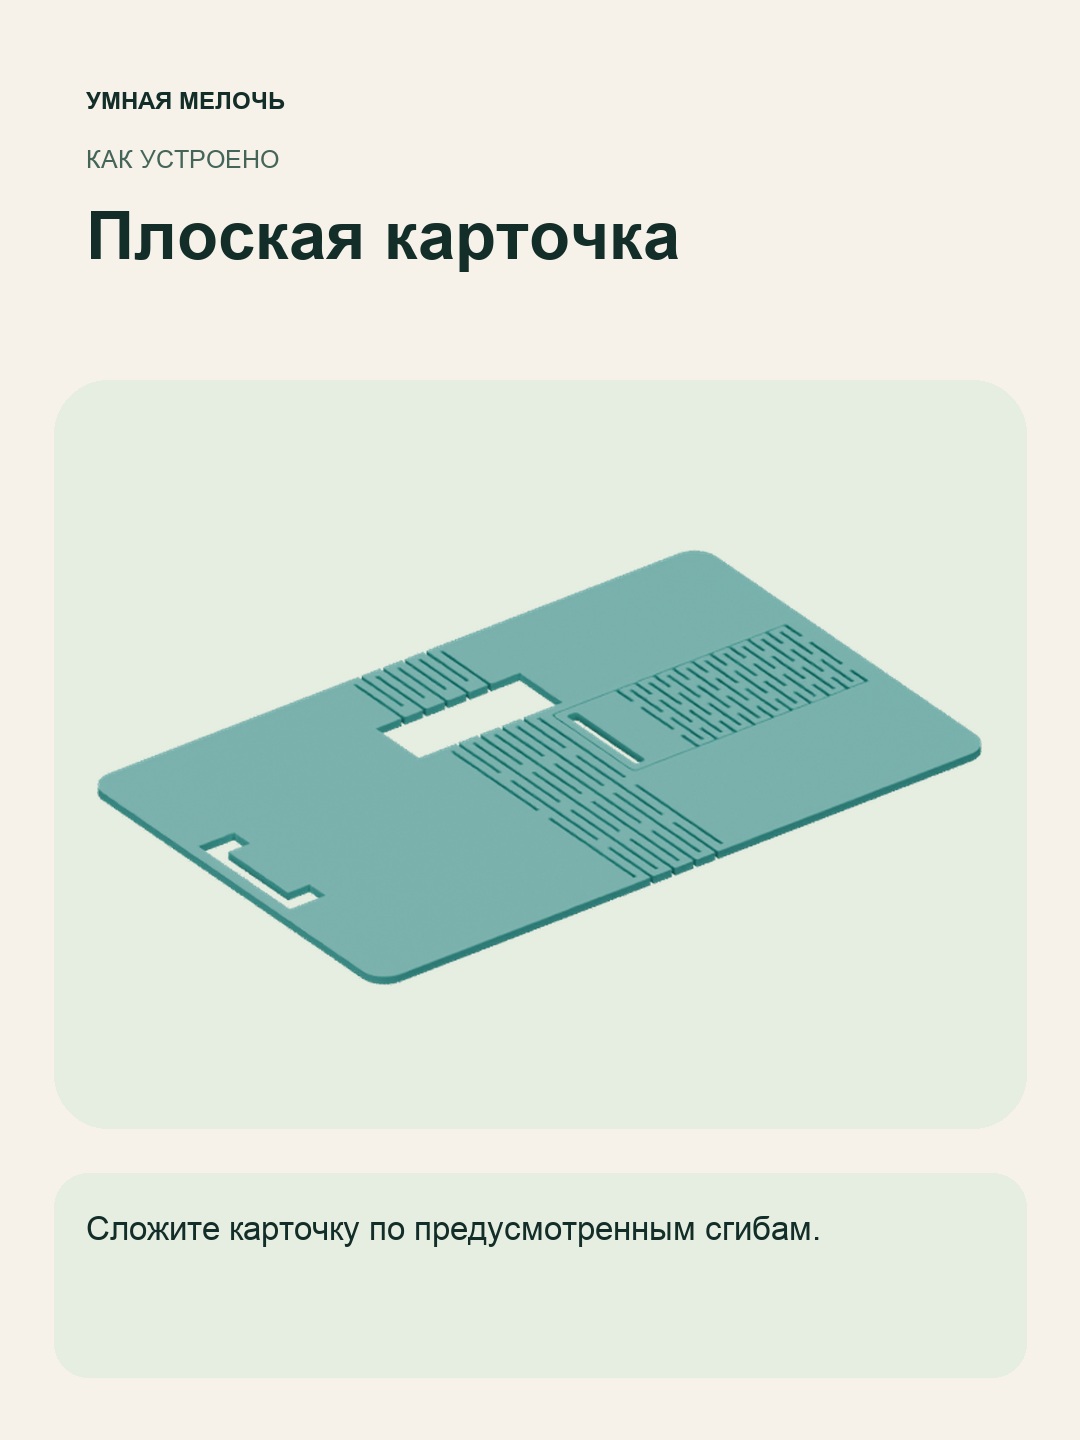 УМНАЯ МЕЛОЧЬ
КАК УСТРОЕНО
Плоская карточка
Сложите карточку по предусмотренным сгибам.